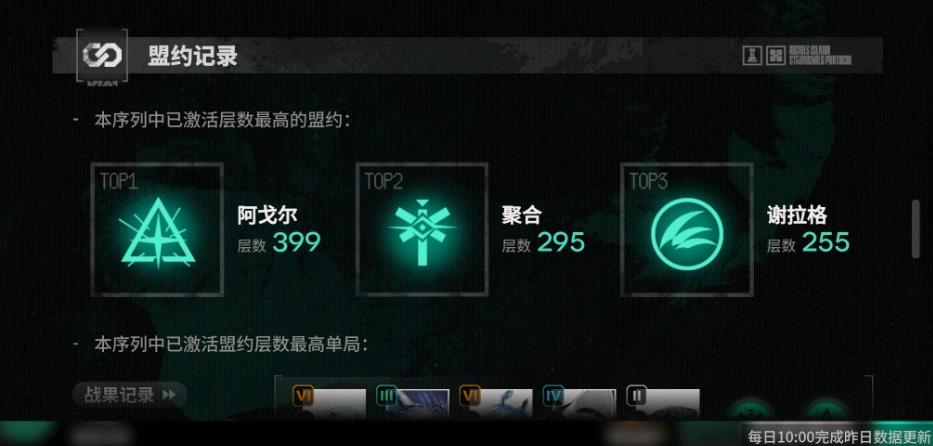 盟约记录
- 本序列中已激活层数最高的盟约：
TOP1
阿戈尔
层数 399
TOP2
聚合
层数 295
TOP3
谢拉格
层数 255
- 本序列中已激活盟约层数最高单局：
战果记录
VI
III
VI
IV
II
每日10:00完成昨日数据更新